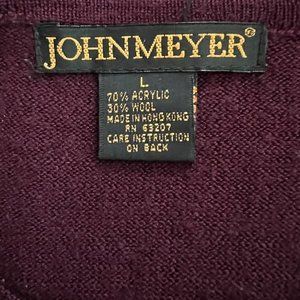 JOHNMEYER®
L
70% ACRYLIC
30% WOOL
MADE IN HONG KONG
RN 63207
CARE INSTRUCTION
ON BACK